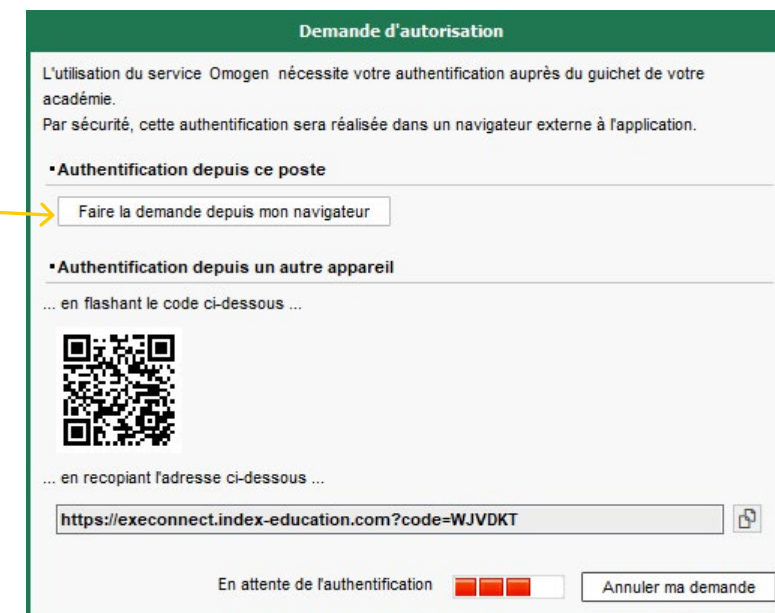 Demande d'autorisation
L'utilisation du service Omogen nécessite votre authentification auprès du guichet de votre
académie.
Par sécurité, cette authentification sera réalisée dans un navigateur externe à l'application.
▪Authentification depuis ce poste
Faire la demande depuis mon navigateur
▪Authentification depuis un autre appareil
... en flashant le code ci-dessous ...
... en recopiant l'adresse ci-dessous ...
https://execonnect.index-education.com?code=WJVDKT
En attente de l'authentification Annuler ma demande